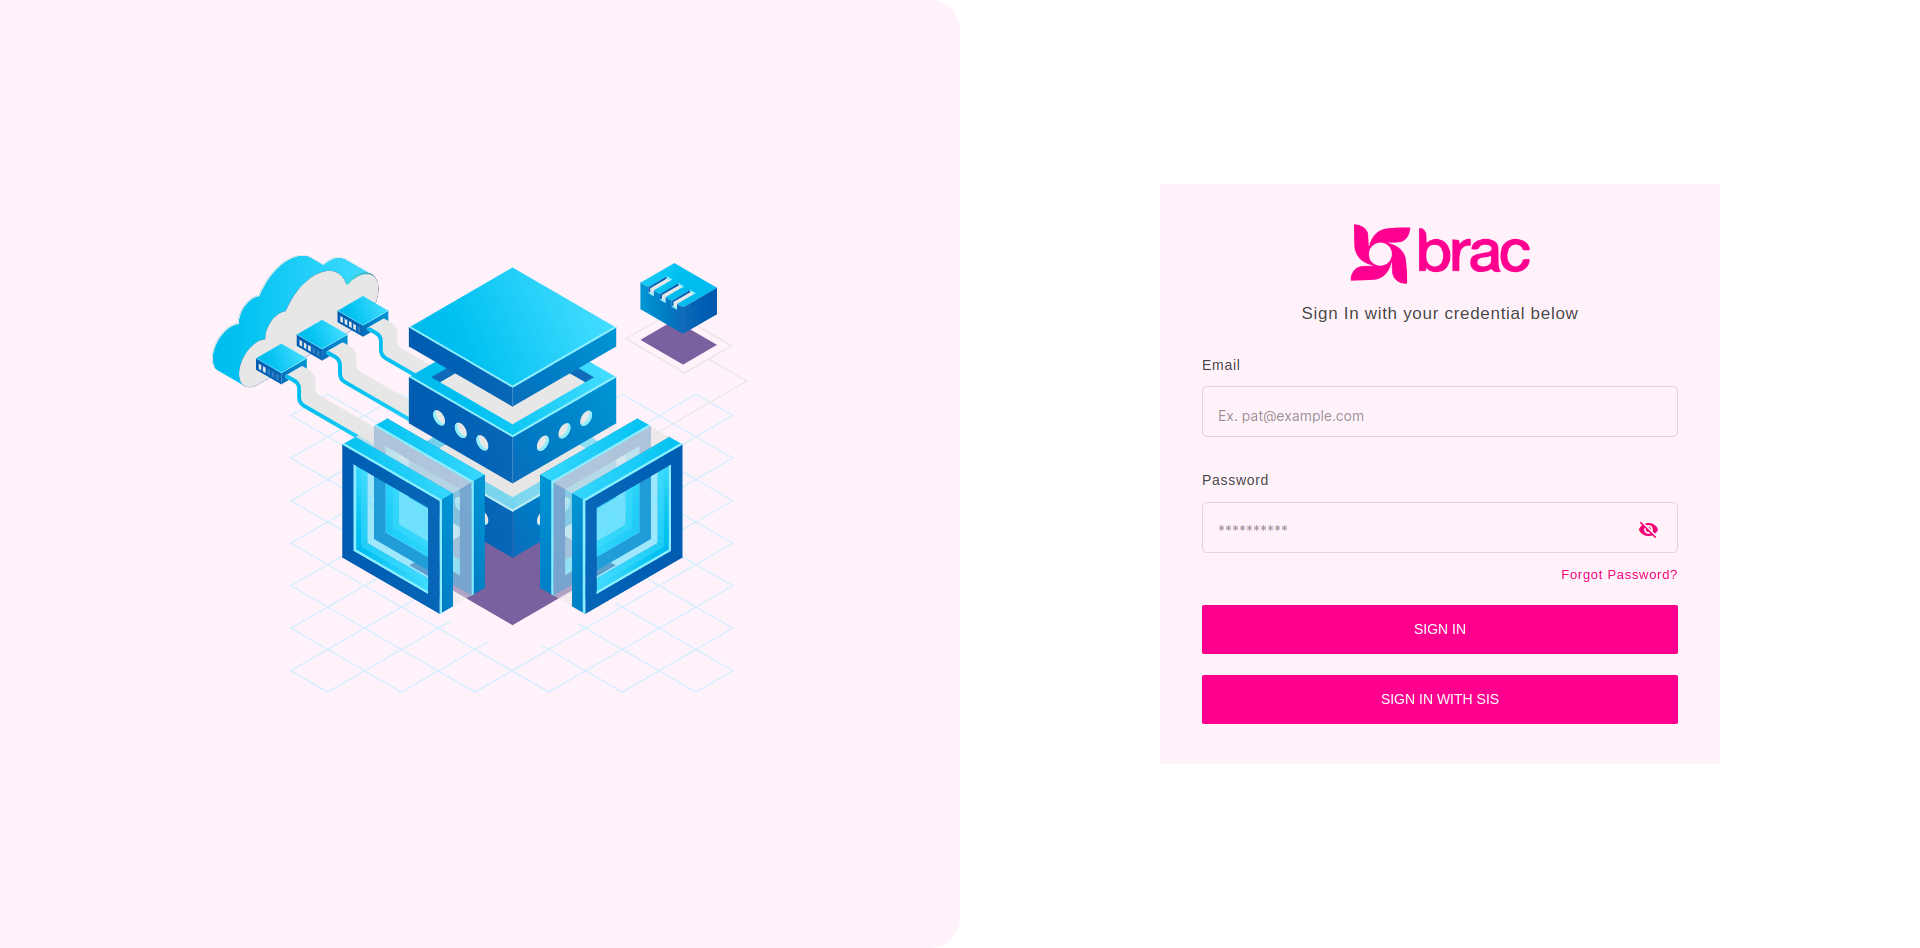 brac
Sign In with your credential below
Email
Ex. pat@example.com
Password
**********
Forgot Password?
SIGN IN
SIGN IN WITH SIS